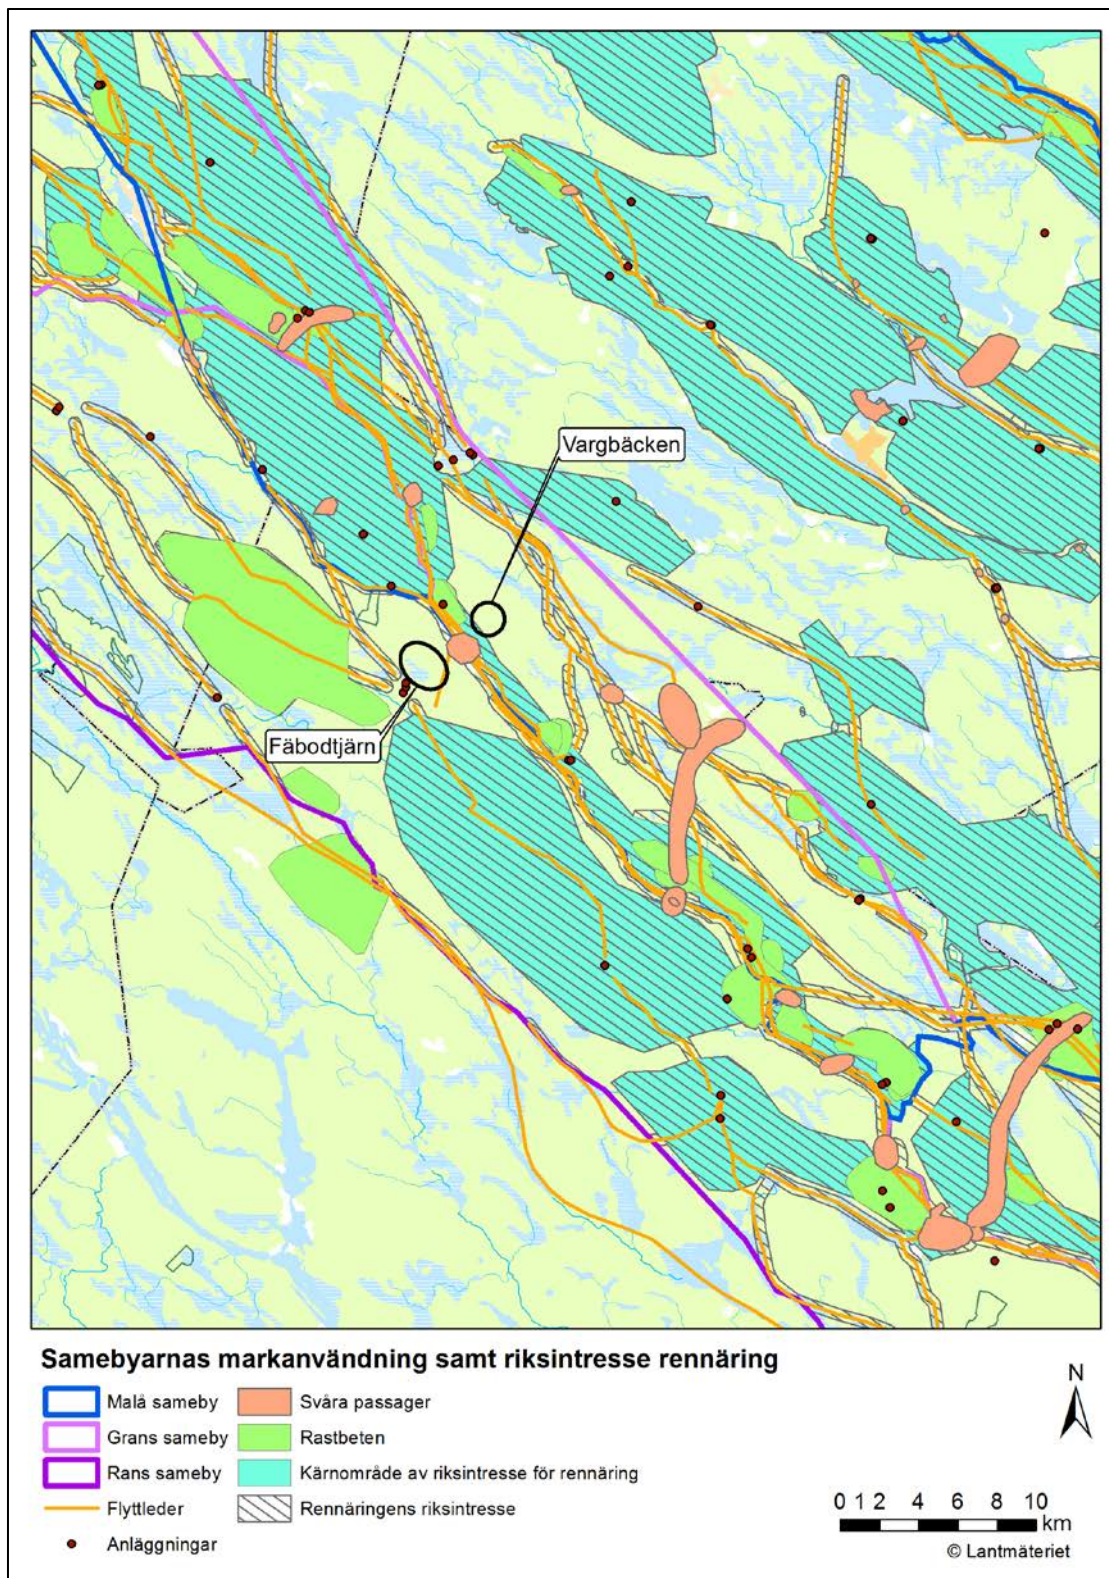 Vargbäcken
Fäbodtjärn
Samebyarnas markanvändning samt riksintresse rennäring
Malå sameby
Grans sameby
Rans sameby
Flyttleder
Anläggningar
Svåra passager
Rastbeten
Kärnområde av riksintresse för rennäring
Rennäringens riksintresse
N
0 1 2 4 6 8 10
km
© Lantmäteriet